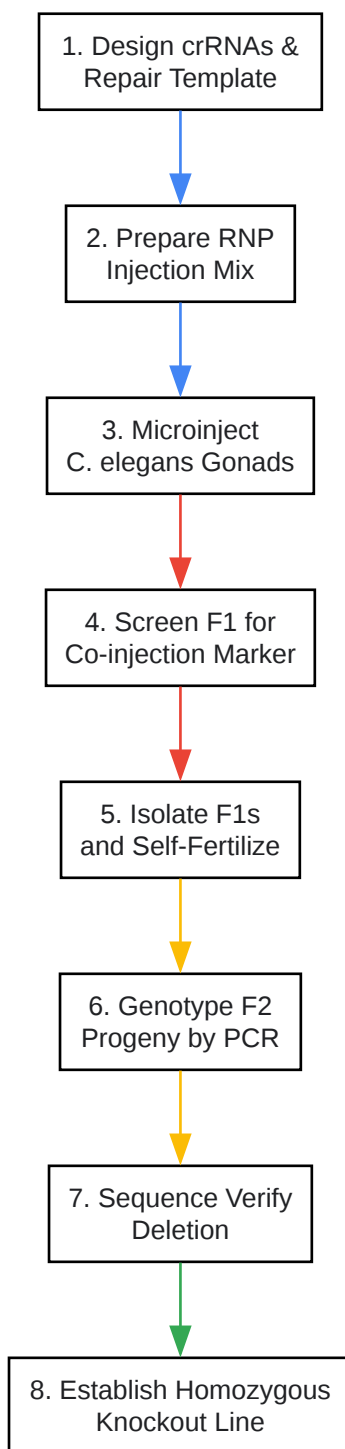 1. Design crRNAs &
Repair Template
2. Prepare RNP
Injection Mix
3. Microinject
C. elegans Gonads
4. Screen F1 for
Co-injection Marker
5. Isolate F1s
and Self-Fertilize
6. Genotype F2
Progeny by PCR
7. Sequence Verify
Deletion
8. Establish Homozygous
Knockout Line